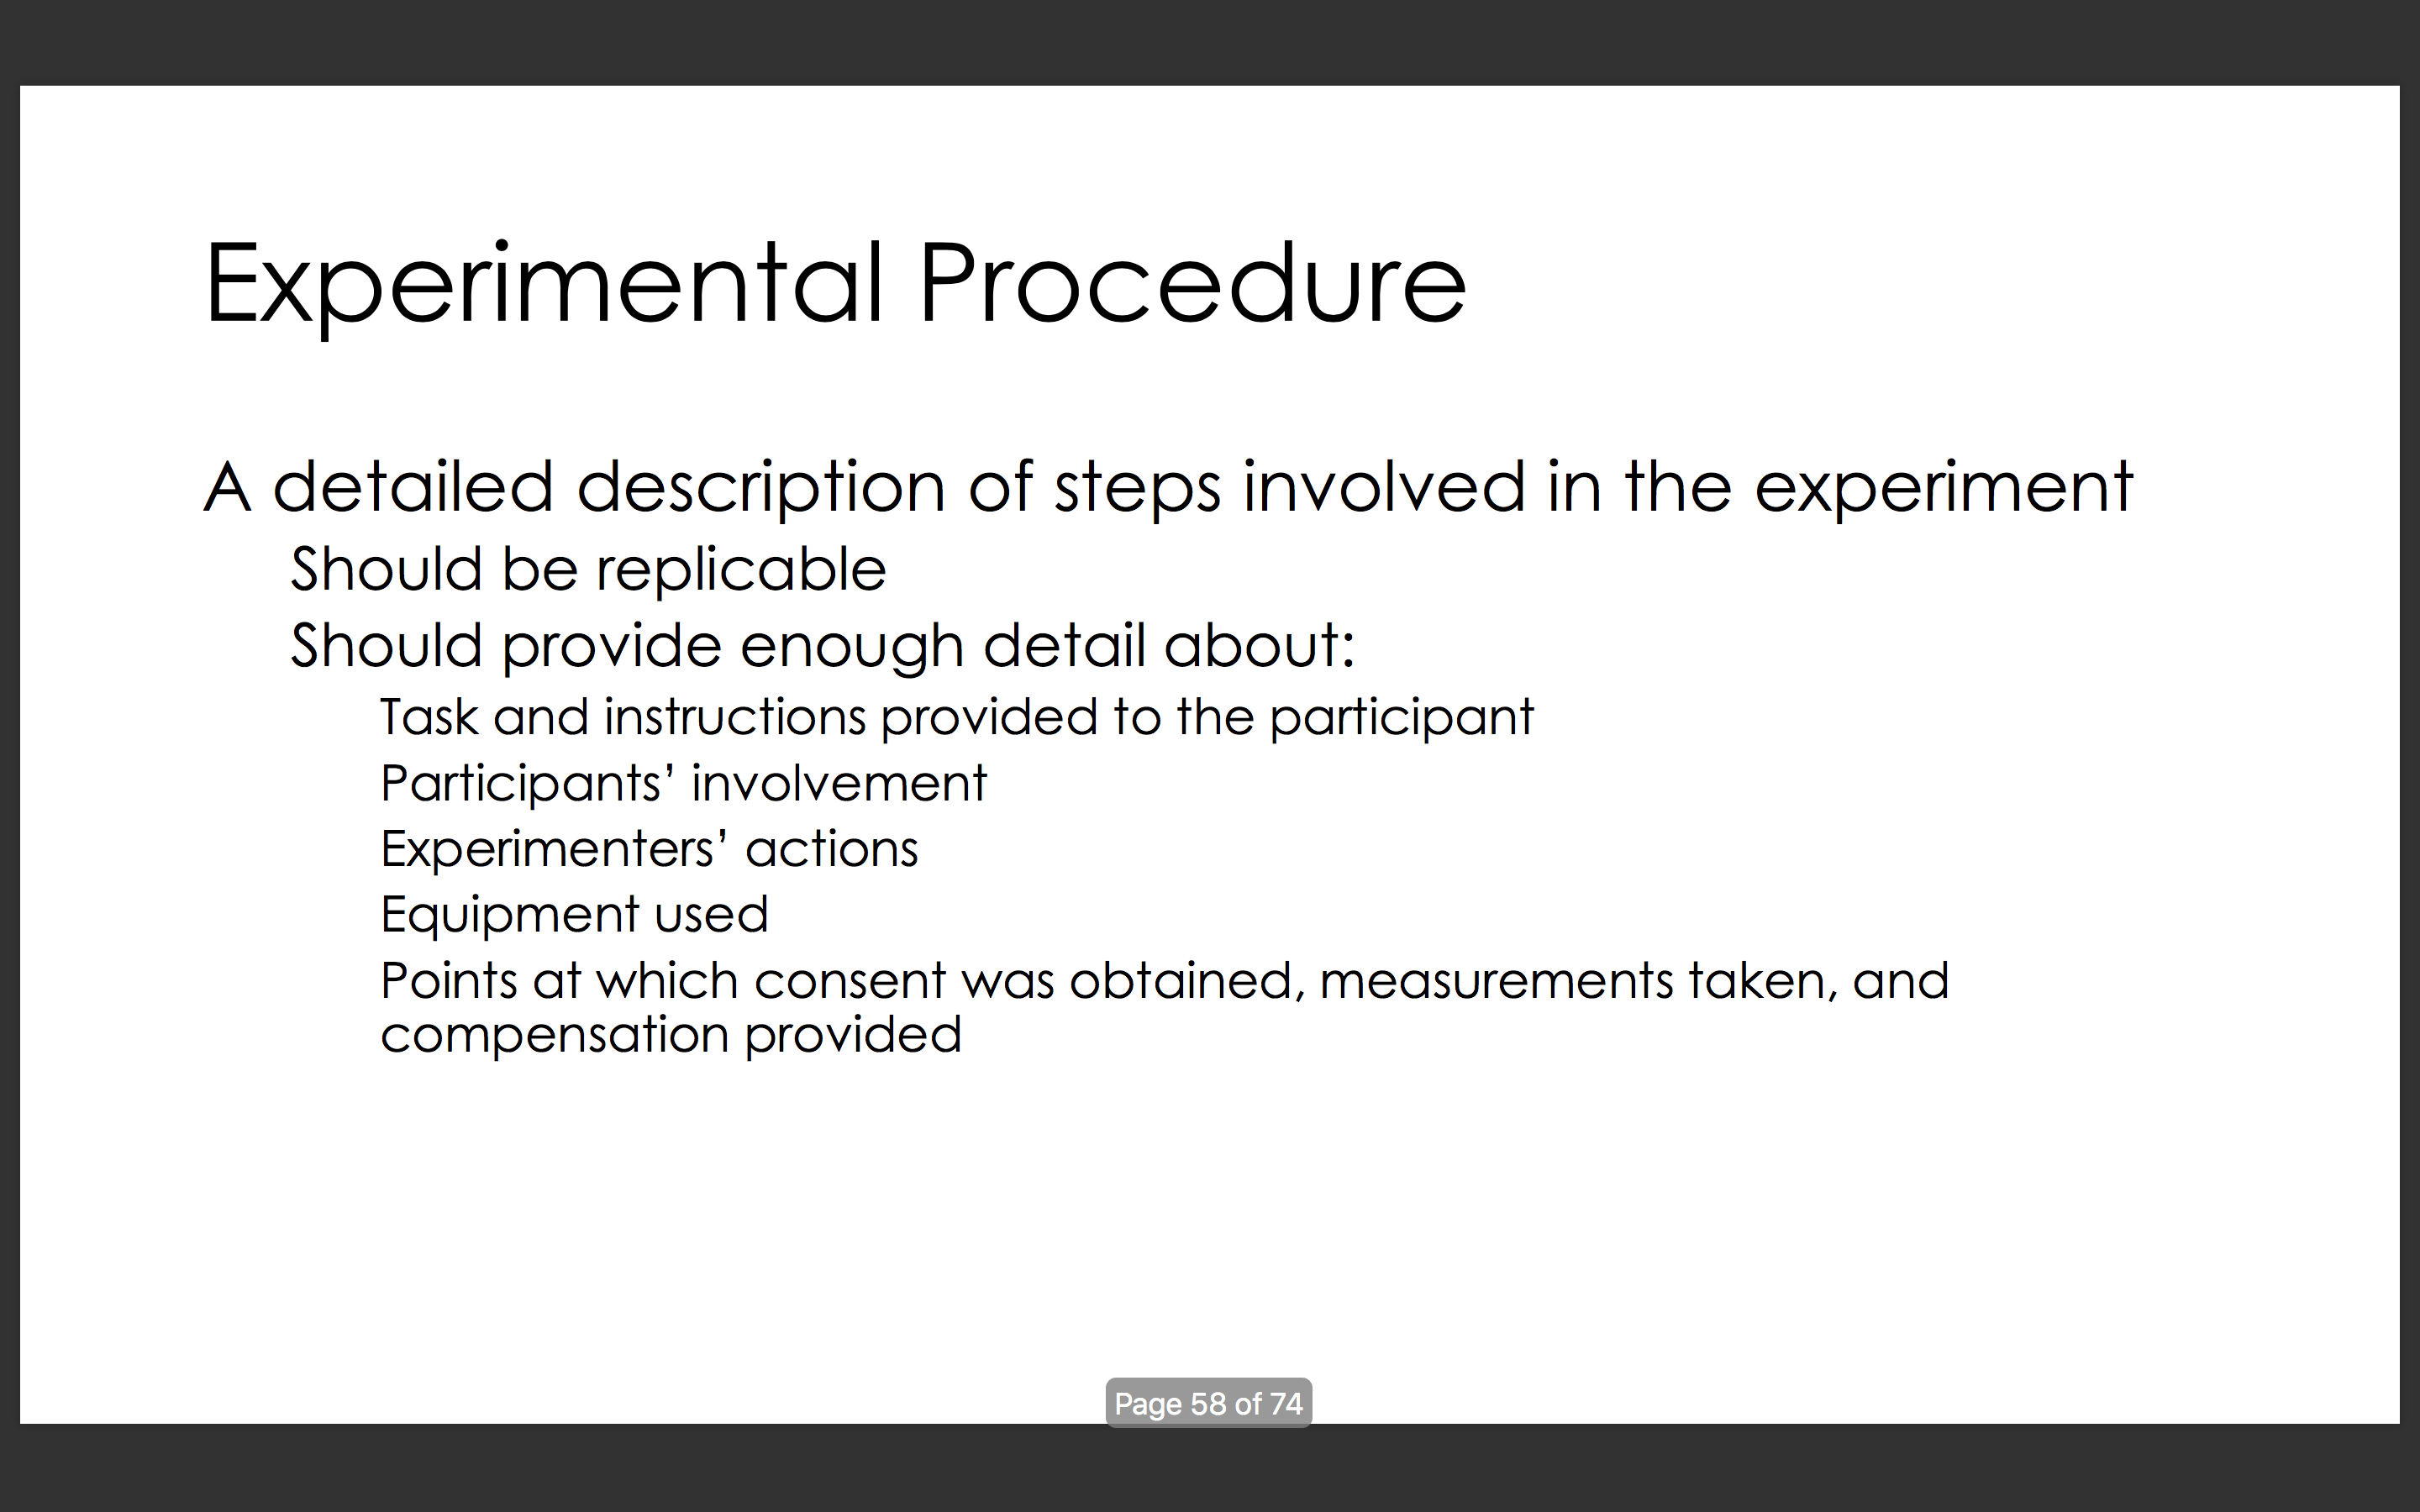 Experimental Procedure
A detailed description of steps involved in the experiment
Should be replicable
Should provide enough detail about:
Task and instructions provided to the participant
Participants’ involvement
Experimenters’ actions
Equipment used
Points at which consent was obtained, measurements taken, and
compensation provided
Page 58 of 74